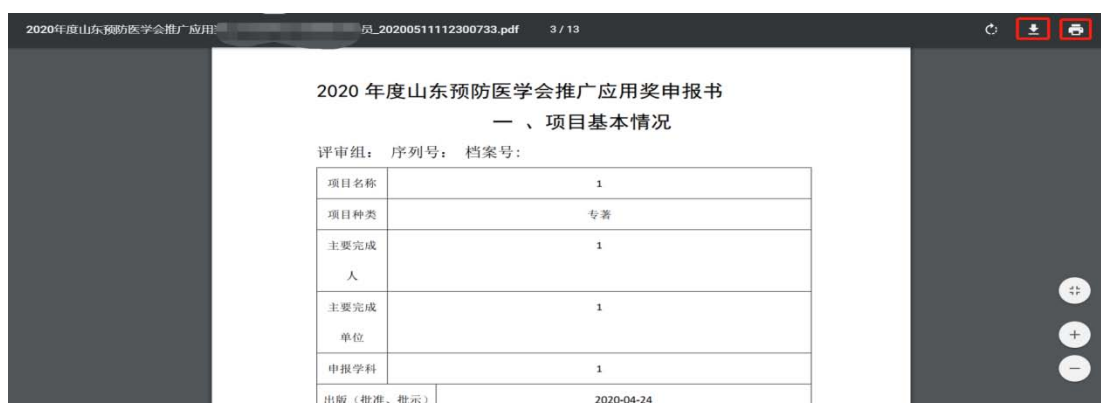 2020年度山东预防医学会推广应用
员_20200511112300733.pdf 3 / 13
2020 年度山东预防医学会推广应用奖申报书
一 、项目基本情况
评审组： 序列号： 档案号:
项目名称 1
项目种类 专著
主要完成人 1
主要完成单位 1
申报学科 1
出版（批准、批示） 2020-04-24